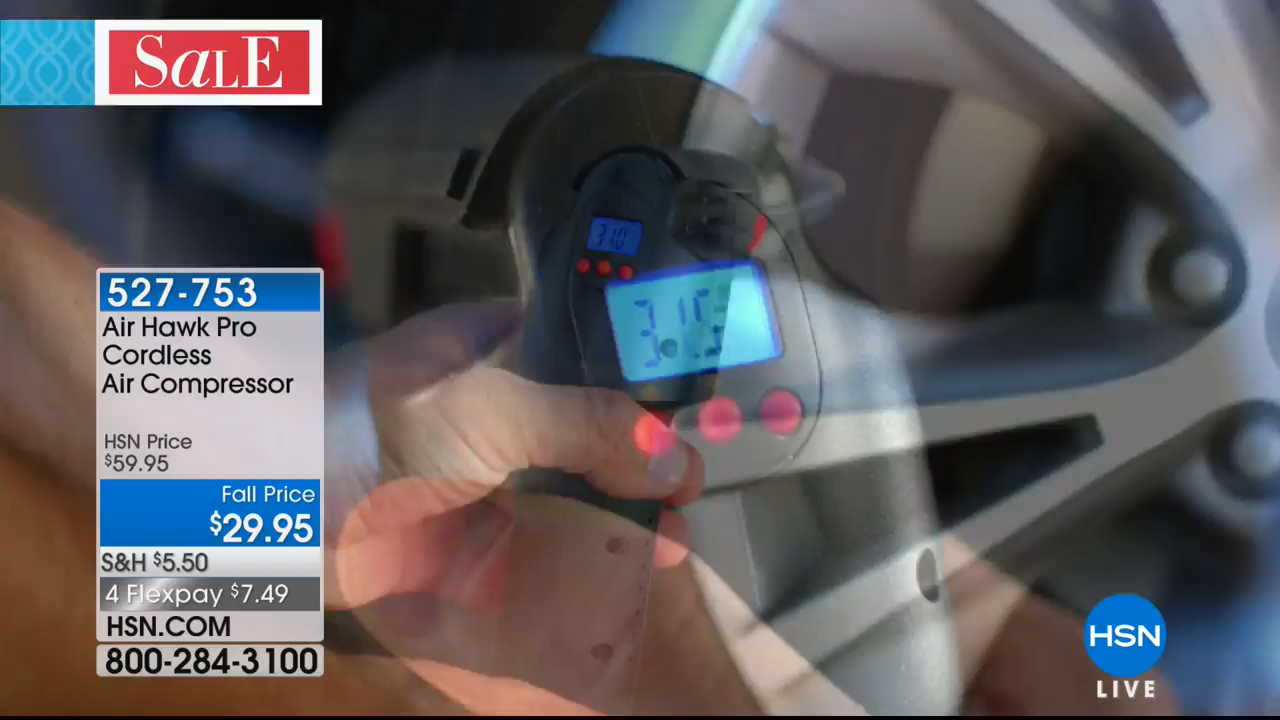 SaLE
527-753
Air Hawk Pro
Cordless
Air Compressor
HSN Price
$59.95
Fall Price
$29.95
S&H $5.50
4 Flexpay $7.49
HSN.COM
800-284-3100
310
HSN
LIVE